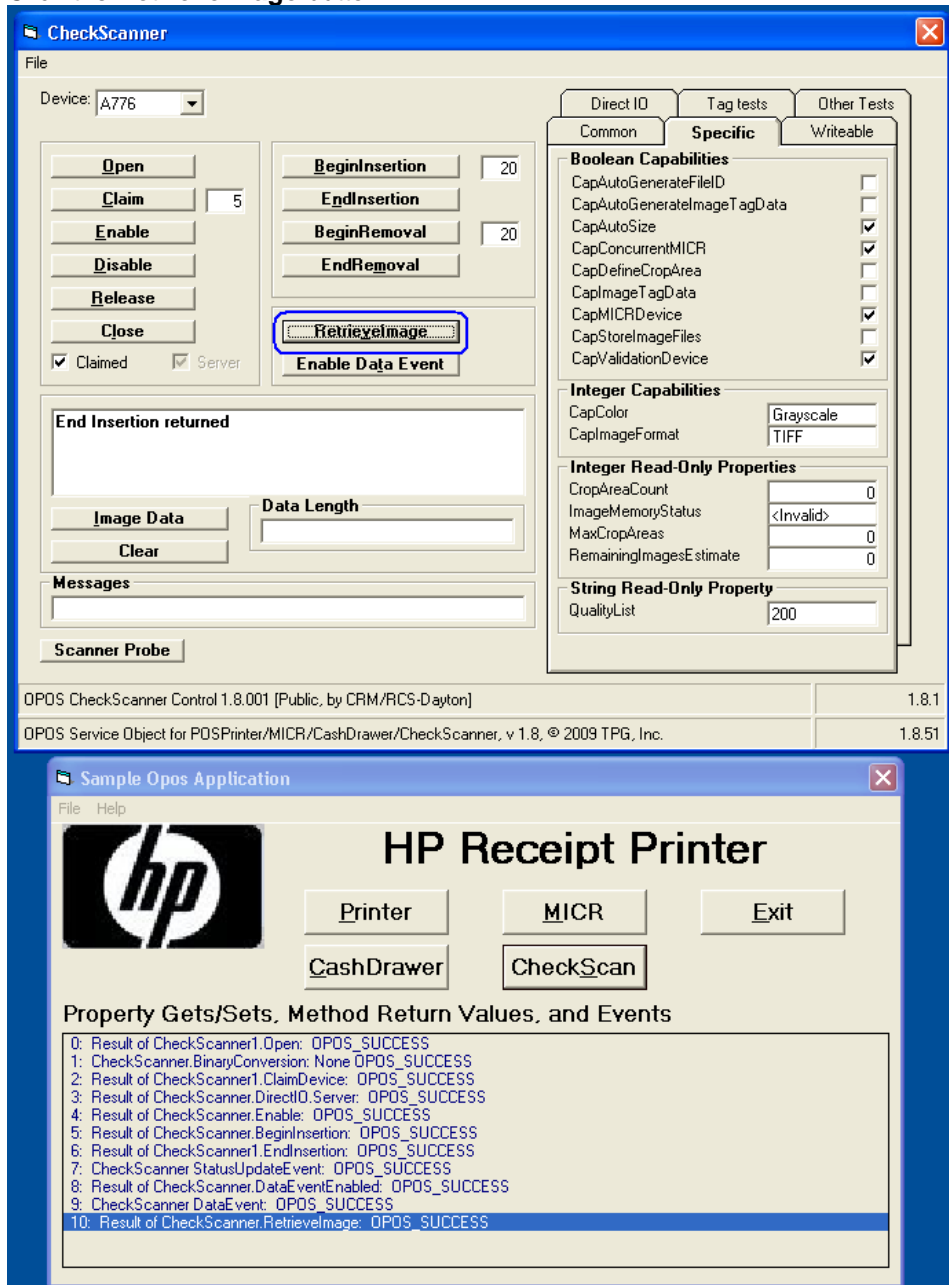 CheckScanner
File
Device: A776
Open
Claim 5
Enable
Disable
Release
Close
Claimed Server
BeginInsertion 20
EndInsertion
BeginRemoval 20
EndRemoval
RetrieveImage
Enable Data Event
End Insertion returned
Image Data
Clear
Data Length
Messages
Scanner Probe
Direct IO Tag tests Other Tests
Common Specific Writeable
Boolean Capabilities
CapAutoGenerateFileID
CapAutoGenerateImageTagData
CapAutoSize
CapConcurrentMICR
CapDefineCropArea
CapImageTagData
CapMICRDevice
CapStoreImageFiles
CapValidationDevice
Integer Capabilities
CapColor Grayscale
CapImageFormat TIFF
Integer Read-Only Properties
CropAreaCount 0
ImageMemoryStatus <Invalid>
MaxCropAreas 0
RemainingImagesEstimate 0
String Read-Only Property
QualityList 200
OPOS CheckScanner Control 1.8.001 [Public, by CRM/RCS-Dayton] 1.8.1
OPOS Service Object for POSPrinter/MICR/CashDrawer/CheckScanner, v 1.8, © 2009 TPG, Inc. 1.8.51
Sample Opos Application
File Help
hp
HP Receipt Printer
Printer MICR Exit
CashDrawer CheckScan
Property Gets/Sets, Method Return Values, and Events
0: Result of CheckScanner1.Open: OPOS_SUCCESS
1: CheckScanner.BinaryConversion: None OPOS_SUCCESS
2: Result of CheckScanner1.ClaimDevice: OPOS_SUCCESS
3: Result of CheckScanner.DirectIO.Server: OPOS_SUCCESS
4: Result of CheckScanner.Enable: OPOS_SUCCESS
5: Result of CheckScanner.BeginInsertion: OPOS_SUCCESS
6: Result of CheckScanner1.EndInsertion: OPOS_SUCCESS
7: CheckScanner StatusUpdateEvent: OPOS_SUCCESS
8: Result of CheckScanner.DataEventEnabled: OPOS_SUCCESS
9: CheckScanner DataEvent: OPOS_SUCCESS
10: Result of CheckScanner.RetrieveImage: OPOS_SUCCESS